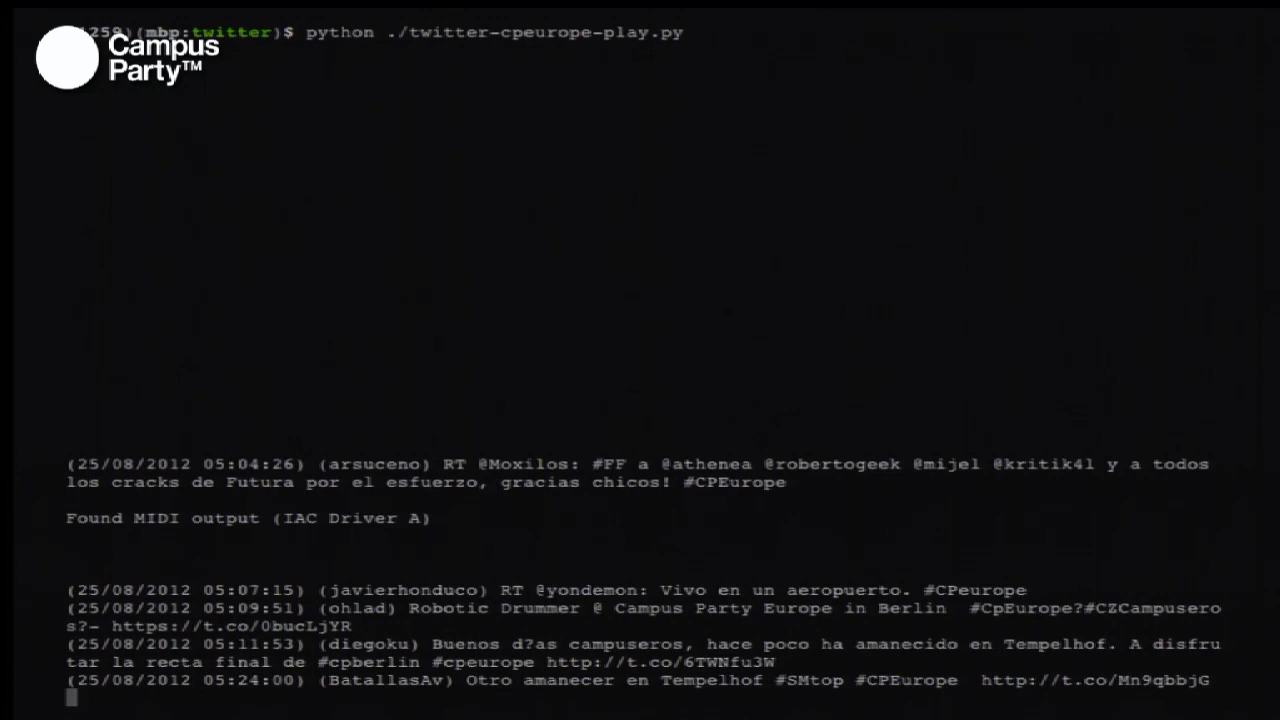 1259)(mbp:twitter)$ python ./twitter-cpeurope-play.py
Campus
Party™
(25/08/2012 05:04:26) (arsuceno) RT @Moxilos: #FF a @athenea @robertogeek @mijel @kritik4l y a todos
los cracks de Futura por el esfuerzo, gracias chicos! #CPEurope
Found MIDI output (IAC Driver A)
(25/08/2012 05:07:15) (javierhonduco) RT @yondemon: Vivo en un aeropuerto. #CPeurope
(25/08/2012 05:09:51) (ohlad) Robotic Drummer @ Campus Party Europe in Berlin  #CpEurope?#CZCampusero
s?- https://t.co/0bucLjYR
(25/08/2012 05:11:53) (diegoku) Buenos d?as campuseros, hace poco ha amanecido en Tempelhof. A disfru
tar la recta final de #cpberlin #cpeurope http://t.co/6TWNfu3W
(25/08/2012 05:24:00) (BatallasAv) Otro amanecer en Tempelhof #SMtop #CPEurope  http://t.co/Mn9qbbjG